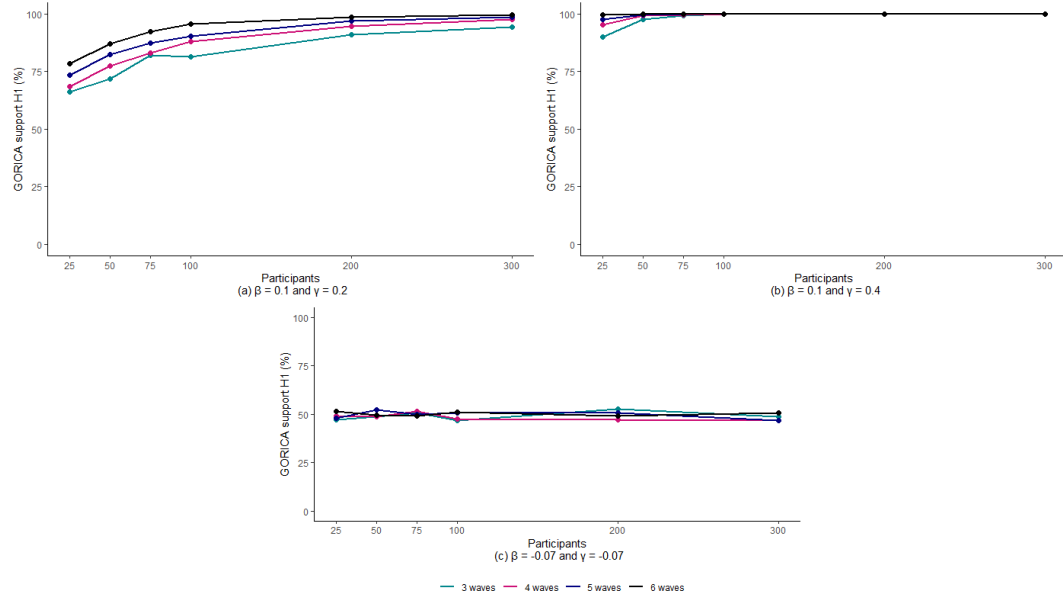 GORICA support H1 (%)
100
75
50
25
0
25 50 75 100 200 300
Participants
(a) β = 0.1 and γ = 0.2
GORICA support H1 (%)
100
75
50
25
0
25 50 75 100 200 300
Participants
(b) β = 0.1 and γ = 0.4
GORICA support H1 (%)
100
75
50
25
0
25 50 75 100 200 300
Participants
(c) β = -0.07 and γ = -0.07
3 waves 4 waves 5 waves 6 waves